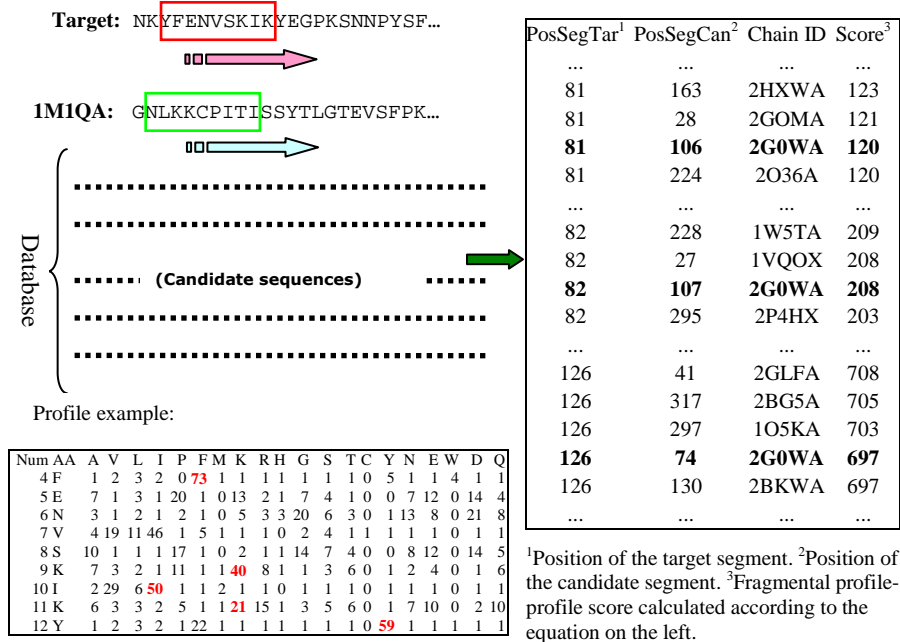 Target: NKYFENVSKIKYEGPKSNNPYSF...
1M1QA: GNLKKCPITISSYTLGTEVSFPK...
Database
(Candidate sequences)
Profile example:
Num AA A V L I P F M K R H G S T C Y N E W D Q
4 F 1 2 3 2 0 73 1 1 1 1 1 1 1 0 5 1 1 4 1 1
5 E 7 1 3 1 20 1 0 13 2 1 7 4 1 0 0 7 12 0 14 4
6 N 3 1 2 1 2 1 0 5 3 3 20 6 3 0 1 13 8 0 21 8
7 V 4 19 11 46 1 5 1 1 1 0 2 4 1 1 1 1 1 0 1 1
8 S 10 1 1 1 17 1 0 2 1 1 14 7 4 0 0 8 12 0 14 5
9 K 7 3 2 1 11 1 1 40 8 1 1 3 6 0 1 2 4 0 1 6
10 I 2 29 6 50 1 1 2 1 1 0 1 1 1 1 1 1 1 0 1 1
11 K 6 3 3 2 5 1 1 21 15 1 3 5 6 0 1 7 10 0 2 10
12 Y 1 2 3 2 1 22 1 1 1 1 1 1 1 0 59 1 1 1 1 1
PosSegTar¹ PosSegCan² Chain ID Score³
... ... ... ...
81 163 2HXWA 123
81 28 2GOMA 121
81 106 2G0WA 120
81 224 2O36A 120
... ... ... ...
82 228 1W5TA 209
82 27 1VQOX 208
82 107 2G0WA 208
82 295 2P4HX 203
... ... ... ...
126 41 2GLFA 708
126 317 2BG5A 705
126 297 1O5KA 703
126 74 2G0WA 697
126 130 2BKWA 697
... ... ... ...
¹Position of the target segment. ²Position of
the candidate segment. ³Fragmental profile-
profile score calculated according to the
equation on the left.